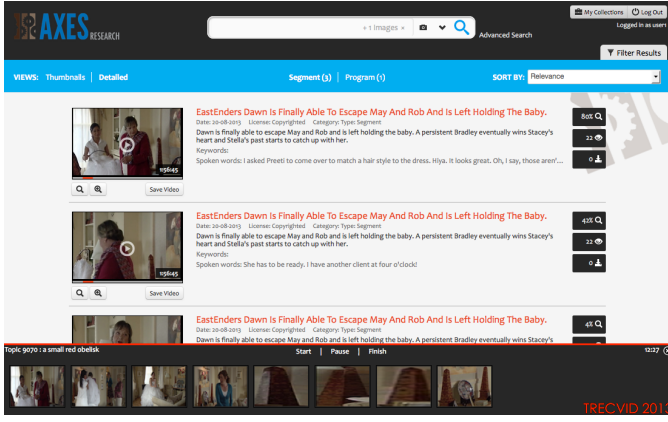 My Collections Log Out
AXES RESEARCH
« 1 images »
Advanced Search
Logged in as user1
Filter Results
VIEWS: Thumbnails | Detailed Segment (3) | Program (1) SORT BY: Relevance
EastEnders Dawn Is Finally Able To Escape May And Rob And Is Left Holding The Baby.
Date: 20-08-2013 License: Copyrighted Category: Type: Segment
Dawn is finally able to escape May and Rob and is left holding the baby. A persistent Bradley eventually wins Stacey's
heart and Stella's past starts to catch up with her.
Keywords:
Spoken words: I asked Preeti to come over to match a hair style to the dress. Hiya. It looks great. Oh, I say, those aren'...
80%
22
0
1:56:45
Save Video
EastEnders Dawn Is Finally Able To Escape May And Rob And Is Left Holding The Baby.
Date: 20-08-2013 License: Copyrighted Category: Type: Segment
Dawn is finally able to escape May and Rob and is left holding the baby. A persistent Bradley eventually wins Stacey's
heart and Stella's past starts to catch up with her.
Keywords:
Spoken words: She has to be ready. I have another client at four o'clock!
42%
22
0
1:56:45
Save Video
EastEnders Dawn Is Finally Able To Escape May And Rob And Is Left Holding The Baby.
Date: 20-08-2013 License: Copyrighted Category: Type: Segment
Dawn is finally able to escape May and Rob and is left holding the baby. A persistent Bradley eventually wins Stacey's
4%
Topic 9070 : a small red obelisk Start | Pause | Finish 12:27
TRECVID 2013